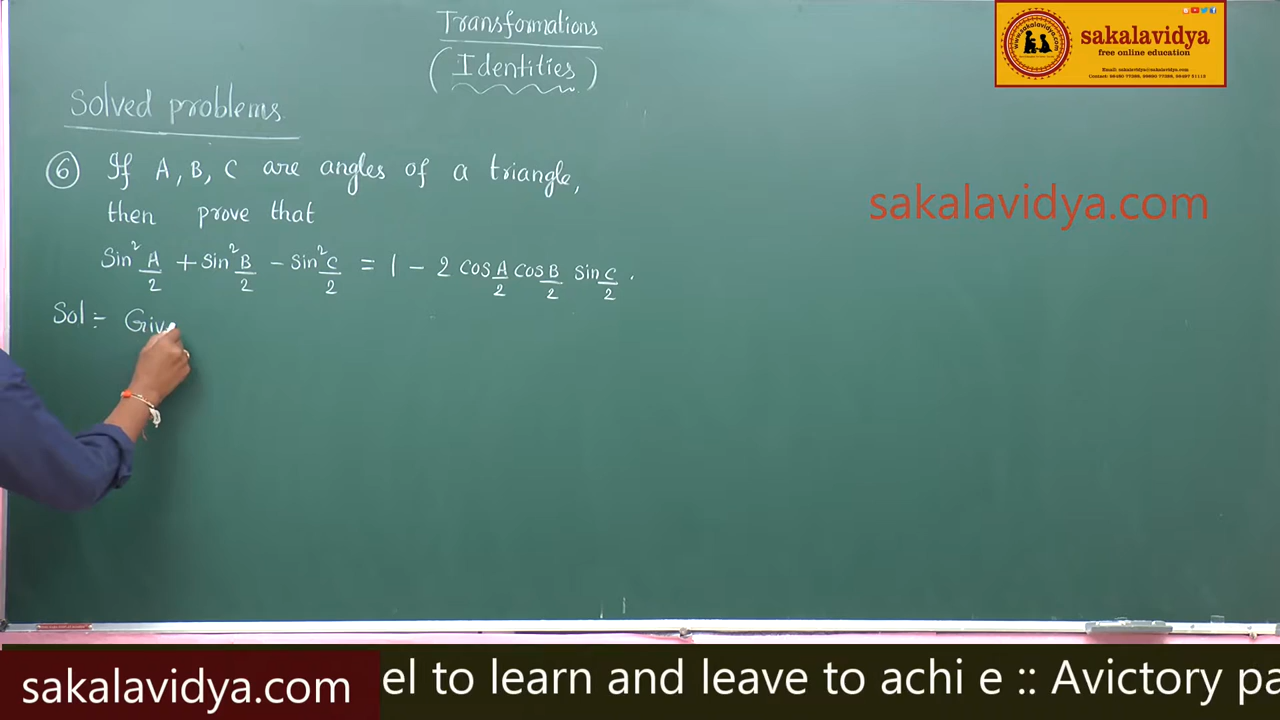 Transformations
(Identities)
sakalavidya
free online education
Solved problems
⑥ If A, B, C are angles of a triangle,
then prove that
Sin² A/2 + Sin² B/2 - Sin² C/2 = 1 - 2 cos A/2 cos B/2 sin C/2 .
Sol :- Giv
sakalavidya.com
sakalavidya.com
el to learn and leave to achi e :: Avictory pa